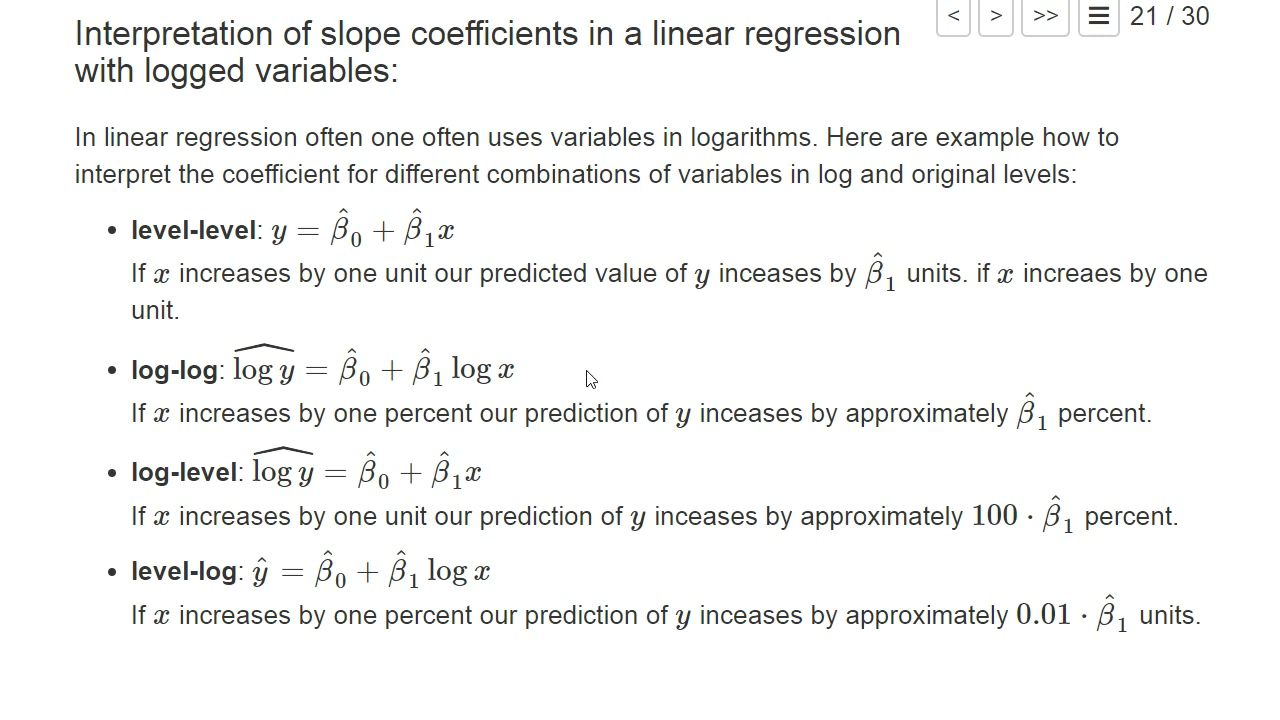 < > >> ☰ 21 / 30
Interpretation of slope coefficients in a linear regression
with logged variables:
In linear regression often one often uses variables in logarithms. Here are example how to
interpret the coefficient for different combinations of variables in log and original levels:
• level-level: y = β̂₀ + β̂₁x
If x increases by one unit our predicted value of y inceases by β̂₁ units. if x increaes by one
unit.
• log-log: \widehat{log y} = β̂₀ + β̂₁ log x
If x increases by one percent our prediction of y inceases by approximately β̂₁ percent.
• log-level: \widehat{log y} = β̂₀ + β̂₁x
If x increases by one unit our prediction of y inceases by approximately 100 · β̂₁ percent.
• level-log: ŷ = β̂₀ + β̂₁ log x
If x increases by one percent our prediction of y inceases by approximately 0.01 · β̂₁ units.